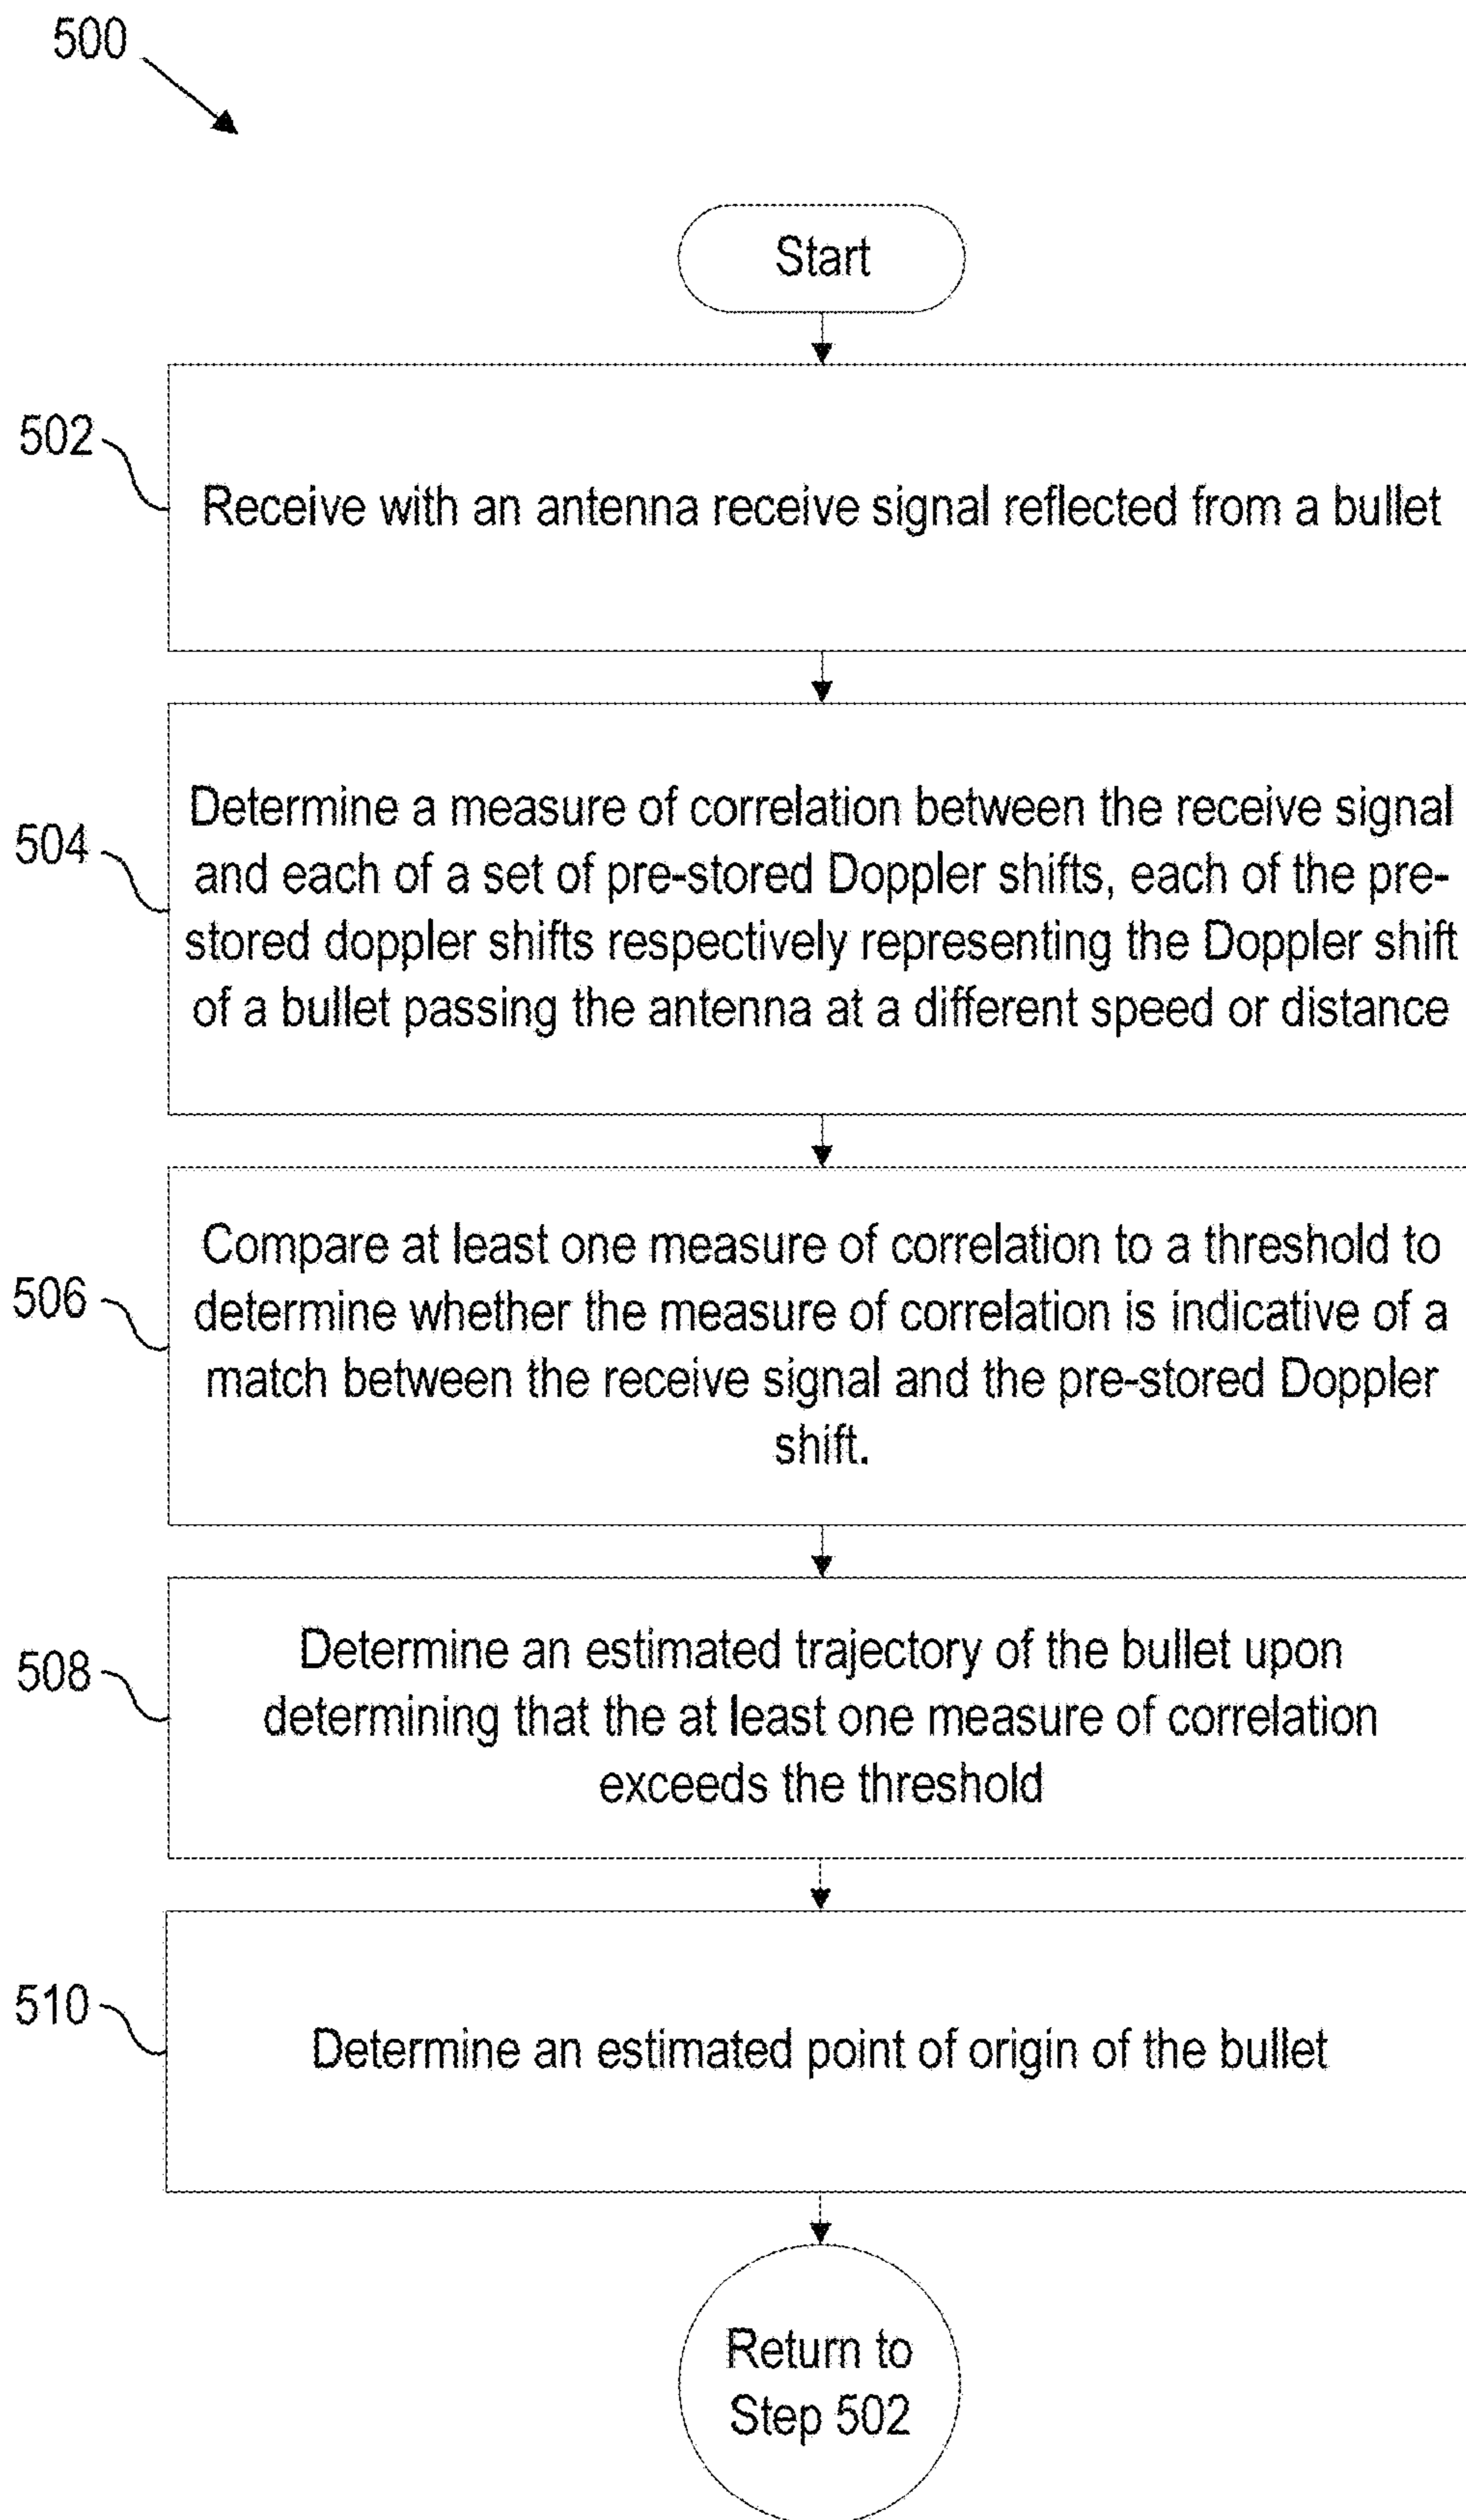 500
Start
502
Receive with an antenna receive signal reflected from a bullet
504
Determine a measure of correlation between the receive signal
and each of a set of pre-stored Doppler shifts, each of the pre-
stored doppler shifts respectively representing the Doppler shift
of a bullet passing the antenna at a different speed or distance
506
Compare at least one measure of correlation to a threshold to
determine whether the measure of correlation is indicative of a
match between the receive signal and the pre-stored Doppler
shift.
508
Determine an estimated trajectory of the bullet upon
determining that the at least one measure of correlation
exceeds the threshold
510
Determine an estimated point of origin of the bullet
Return to
Step 502